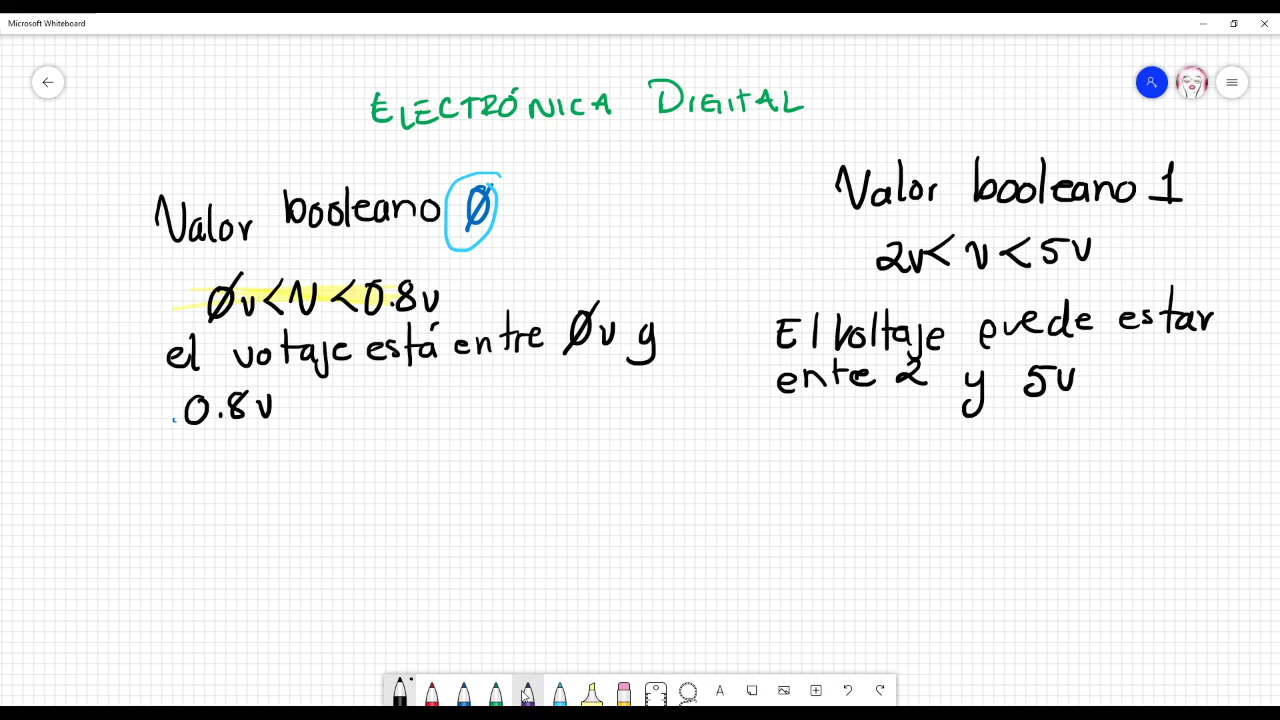 Microsoft Whiteboard
ELECTRÓNICA DIGITAL
Valor booleano Ø
Øv < V < 0.8v
el votaje está entre Øv y
0.8v
Valor booleano 1
2v < v < 5v
El voltaje puede estar
ente 2 y 5v
A